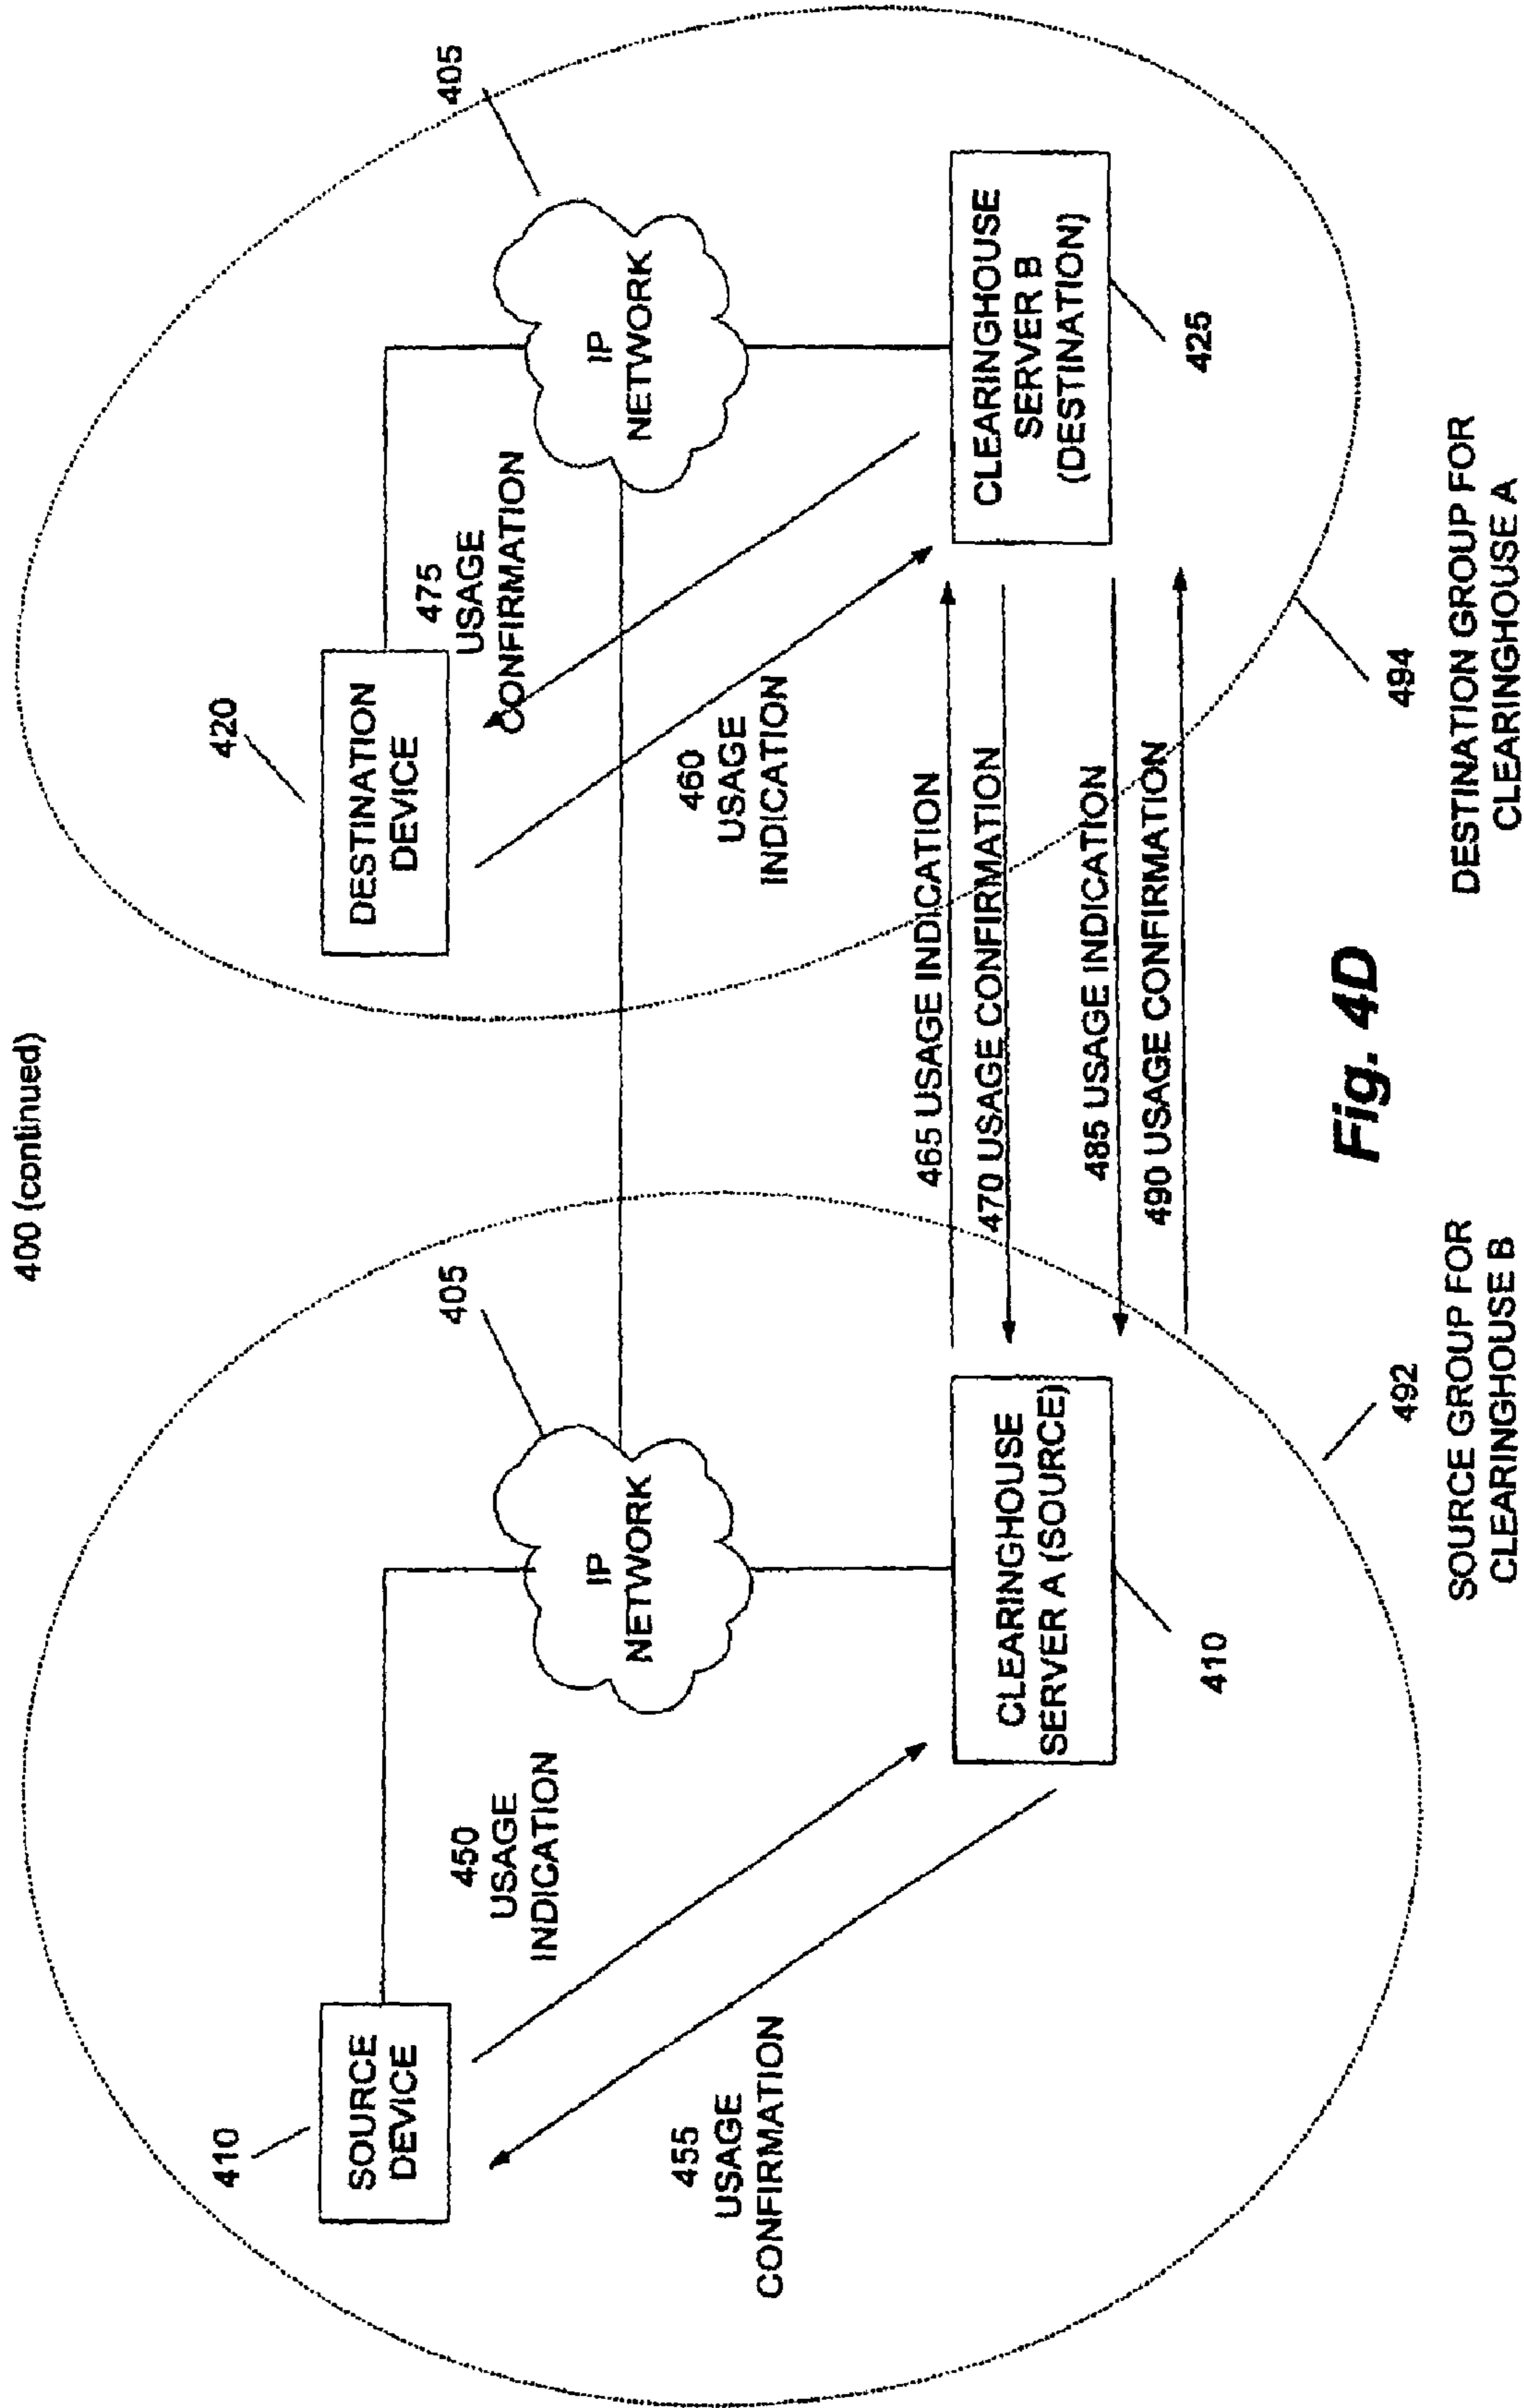 400 (continued)
410
SOURCE
DEVICE
450
USAGE
INDICATION
455
USAGE
CONFIRMATION
405
IP
NETWORK
CLEARINGHOUSE
SERVER A (SOURCE)
410
492
SOURCE GROUP FOR
CLEARINGHOUSE B
420
DESTINATION
DEVICE
475
USAGE
CONFIRMATION
460
USAGE
INDICATION
405
IP
NETWORK
CLEARINGHOUSE
SERVER B
(DESTINATION)
425
465 USAGE INDICATION
470 USAGE CONFIRMATION
485 USAGE INDICATION
490 USAGE CONFIRMATION
494
DESTINATION GROUP FOR
CLEARINGHOUSE A
Fig. 4D